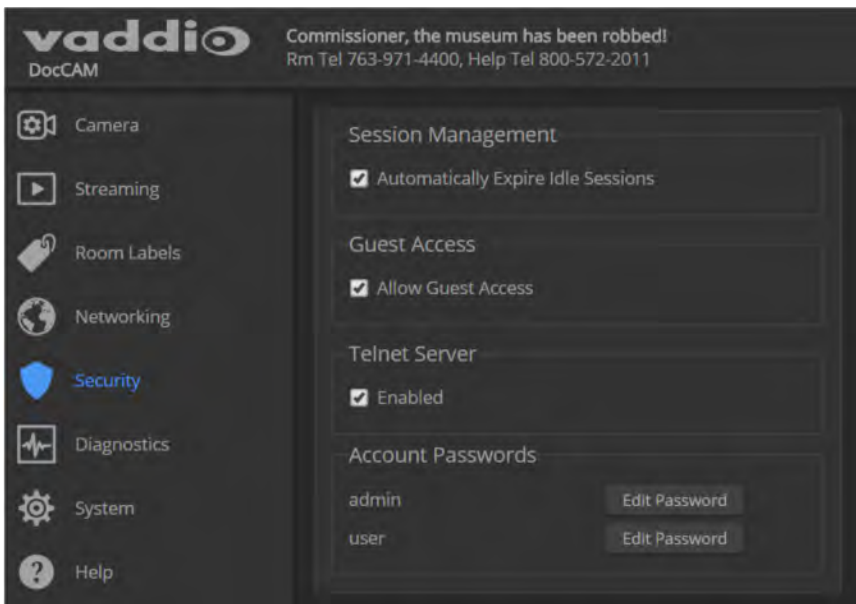 vaddio
DocCAM
Commissioner, the museum has been robbed!
Rm Tel 763-971-4400, Help Tel 800-572-2011
Camera
Streaming
Room Labels
Networking
Security
Diagnostics
System
Help
Session Management
Automatically Expire Idle Sessions
Guest Access
Allow Guest Access
Telnet Server
Enabled
Account Passwords
admin Edit Password
user Edit Password